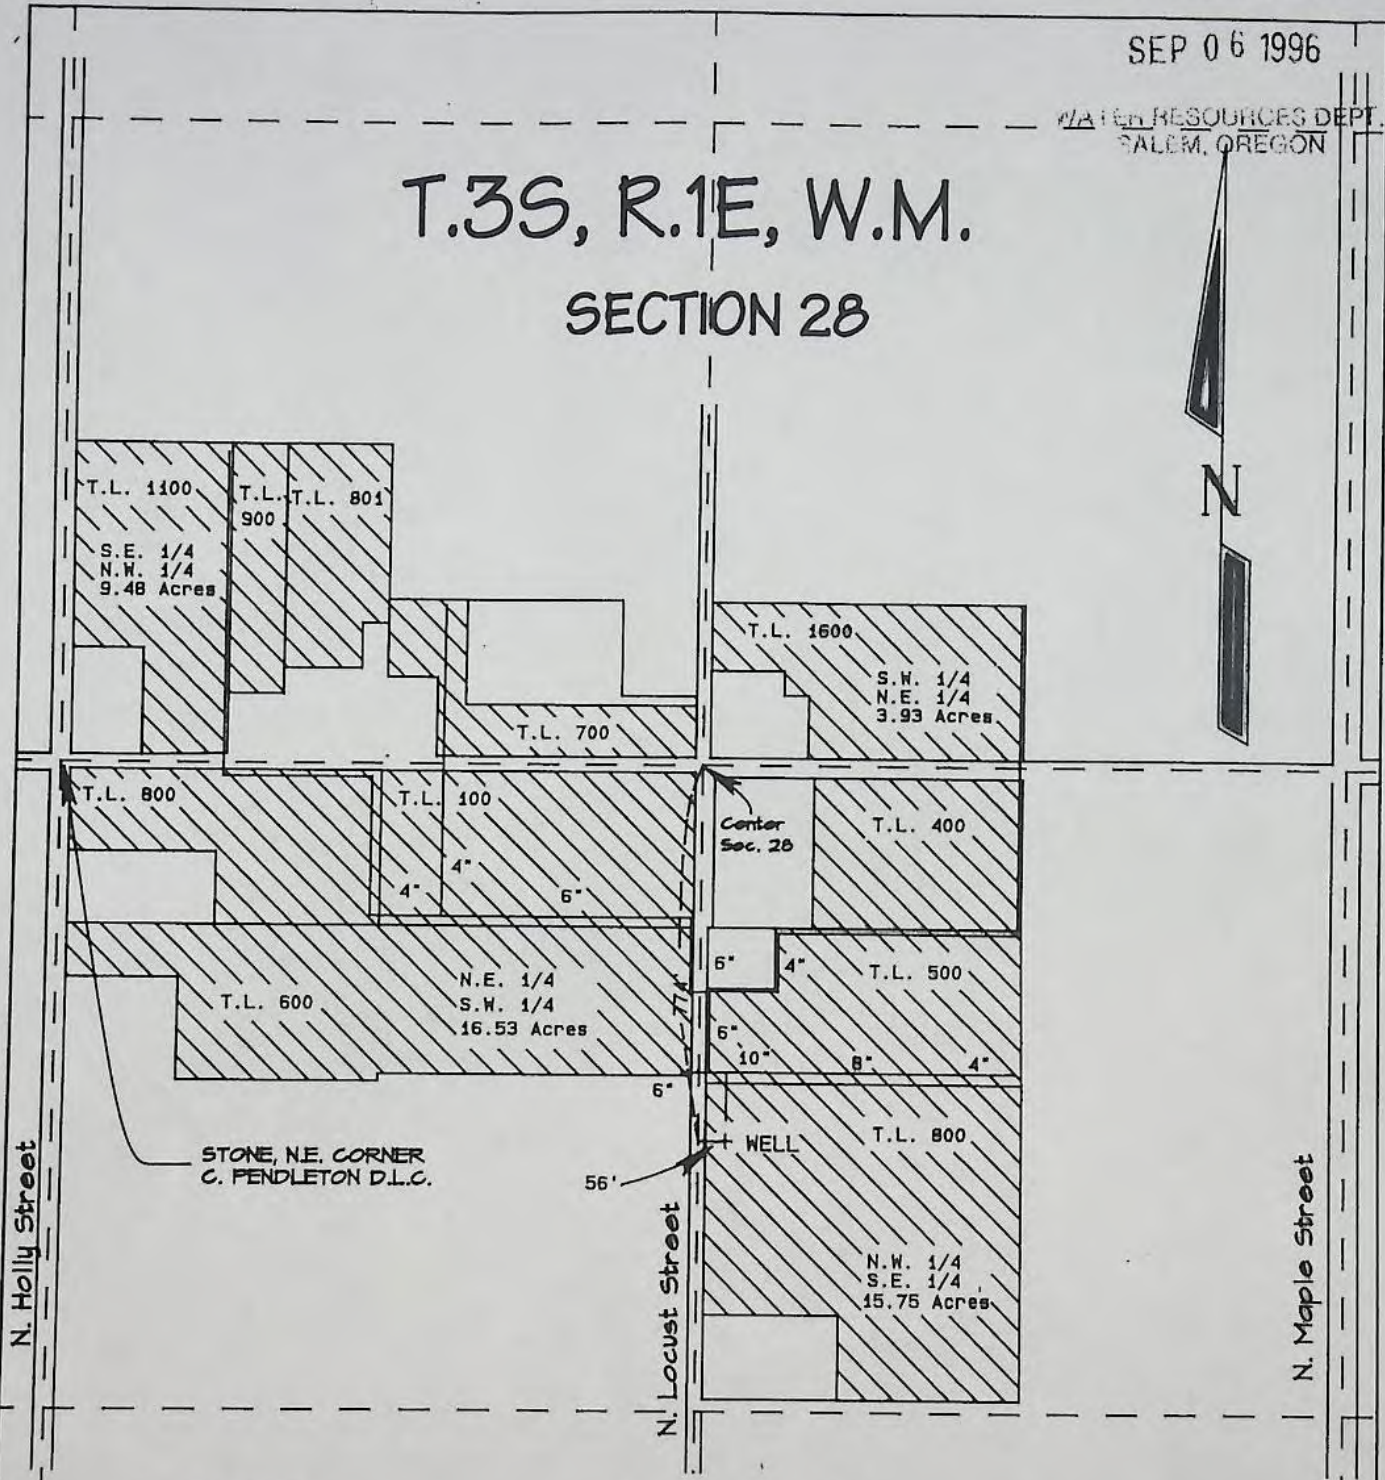 SEP 06 1996
WATER RESOURCES DEPT.
SALEM, OREGON
T.3S, R.1E, W.M.
SECTION 28
N
T.L. 1100
S.E. 1/4
N.W. 1/4
9.48 Acres
T.L.
900
T.L. 801
T.L. 700
T.L. 1600
S.W. 1/4
N.E. 1/4
3.93 Acres
T.L. 800
T.L. 100
4"
4"
6"
Center
Sec. 28
T.L. 400
T.L. 600
N.E. 1/4
S.W. 1/4
16.53 Acres
6"
4"
T.L. 500
6"
10"
8"
4"
6"
WELL
56'
T.L. 800
N.W. 1/4
S.E. 1/4
15.75 Acres
STONE, N.E. CORNER
C. PENDLETON D.L.C.
N. Holly Street
N. Locust Street
N. Maple Street